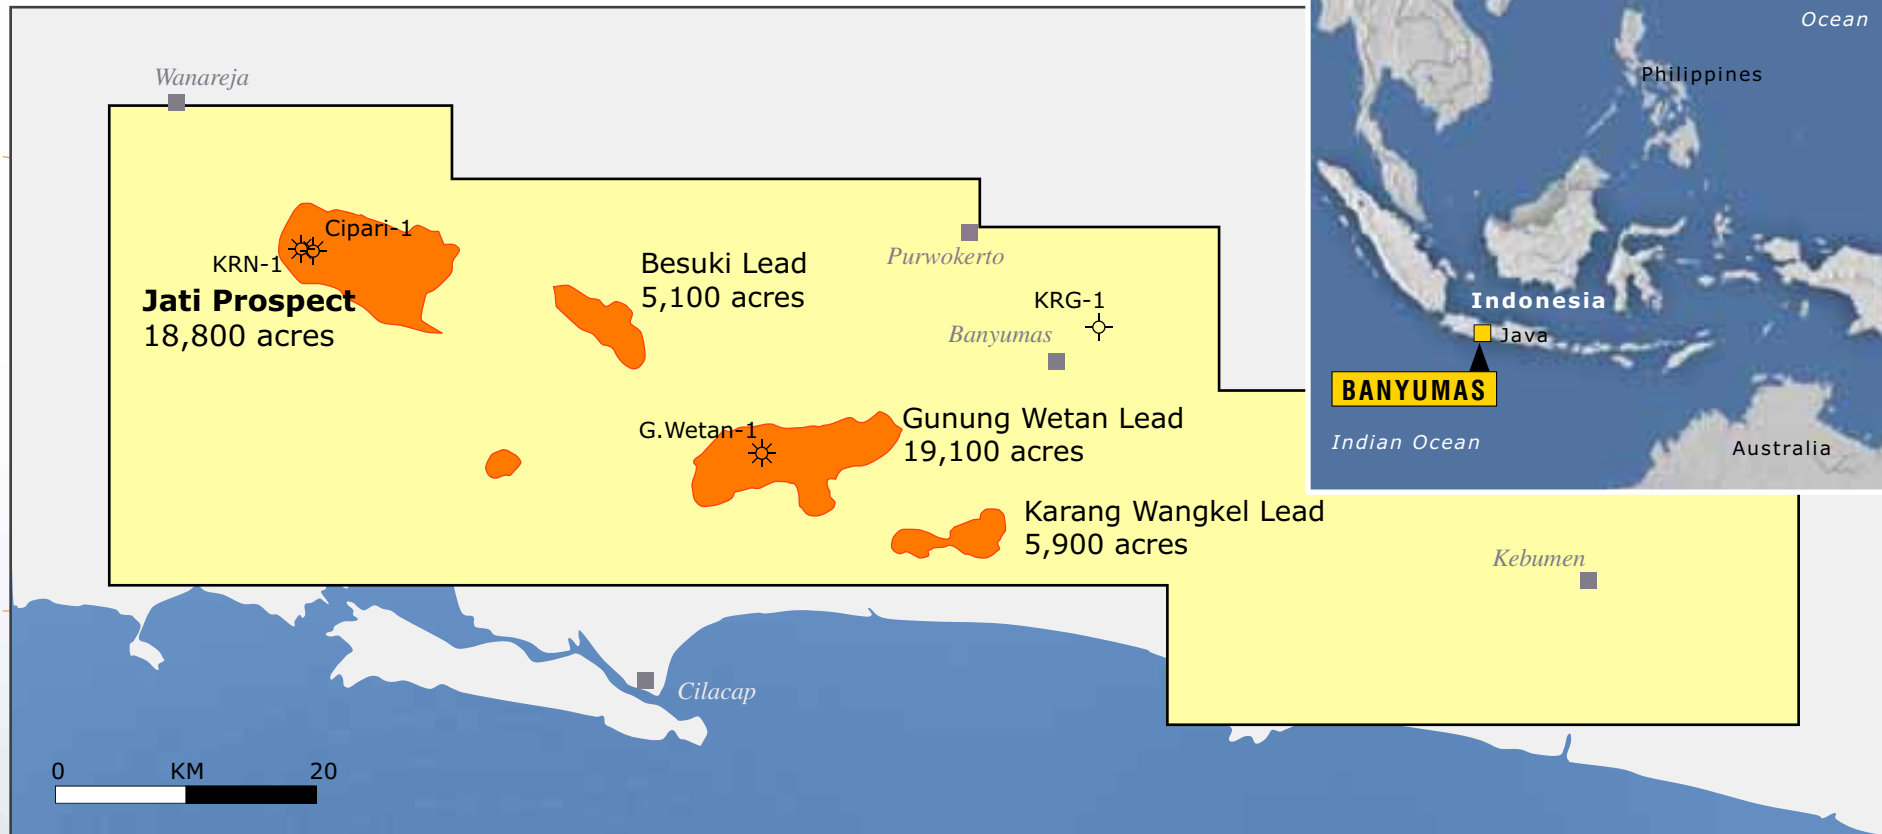 Wanareja
Cipari-1
KRN-1
Jati Prospect
18,800 acres
Besuki Lead
5,100 acres
Purwokerto
KRG-1
Banyumas
G.Wetan-1
Gunung Wetan Lead
19,100 acres
Karang Wangkel Lead
5,900 acres
Kebumen
Cilacap
0 KM 20
Ocean
Philippines
Indonesia
Java
BANYUMAS
Indian Ocean
Australia